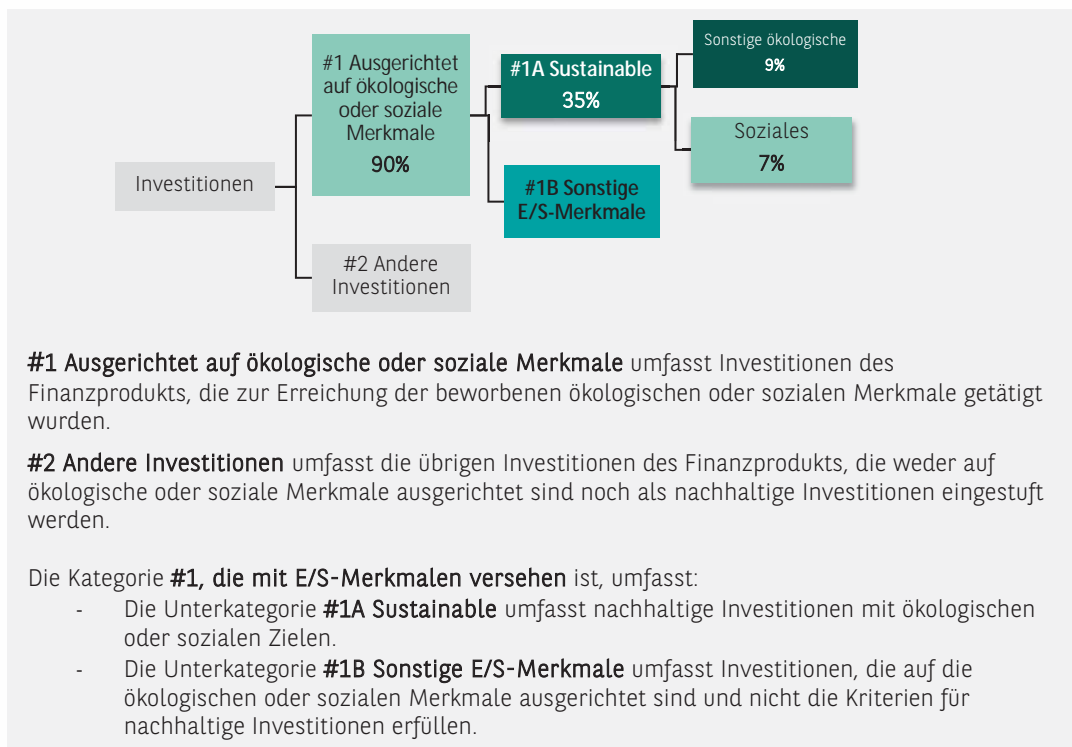 Investitionen
#1 Ausgerichtet
auf ökologische
oder soziale
Merkmale
90%
#2 Andere
Investitionen
#1A Sustainable
35%
#1B Sonstige
E/S-Merkmale
Sonstige ökologische
9%
Soziales
7%
#1 Ausgerichtet auf ökologische oder soziale Merkmale umfasst Investitionen des
Finanzprodukts, die zur Erreichung der beworbenen ökologischen oder sozialen Merkmale getätigt
wurden.
#2 Andere Investitionen umfasst die übrigen Investitionen des Finanzprodukts, die weder auf
ökologische oder soziale Merkmale ausgerichtet sind noch als nachhaltige Investitionen eingestuft
werden.
Die Kategorie #1, die mit E/S-Merkmalen versehen ist, umfasst:
- Die Unterkategorie #1A Sustainable umfasst nachhaltige Investitionen mit ökologischen
oder sozialen Zielen.
- Die Unterkategorie #1B Sonstige E/S-Merkmale umfasst Investitionen, die auf die
ökologischen oder sozialen Merkmale ausgerichtet sind und nicht die Kriterien für
nachhaltige Investitionen erfüllen.